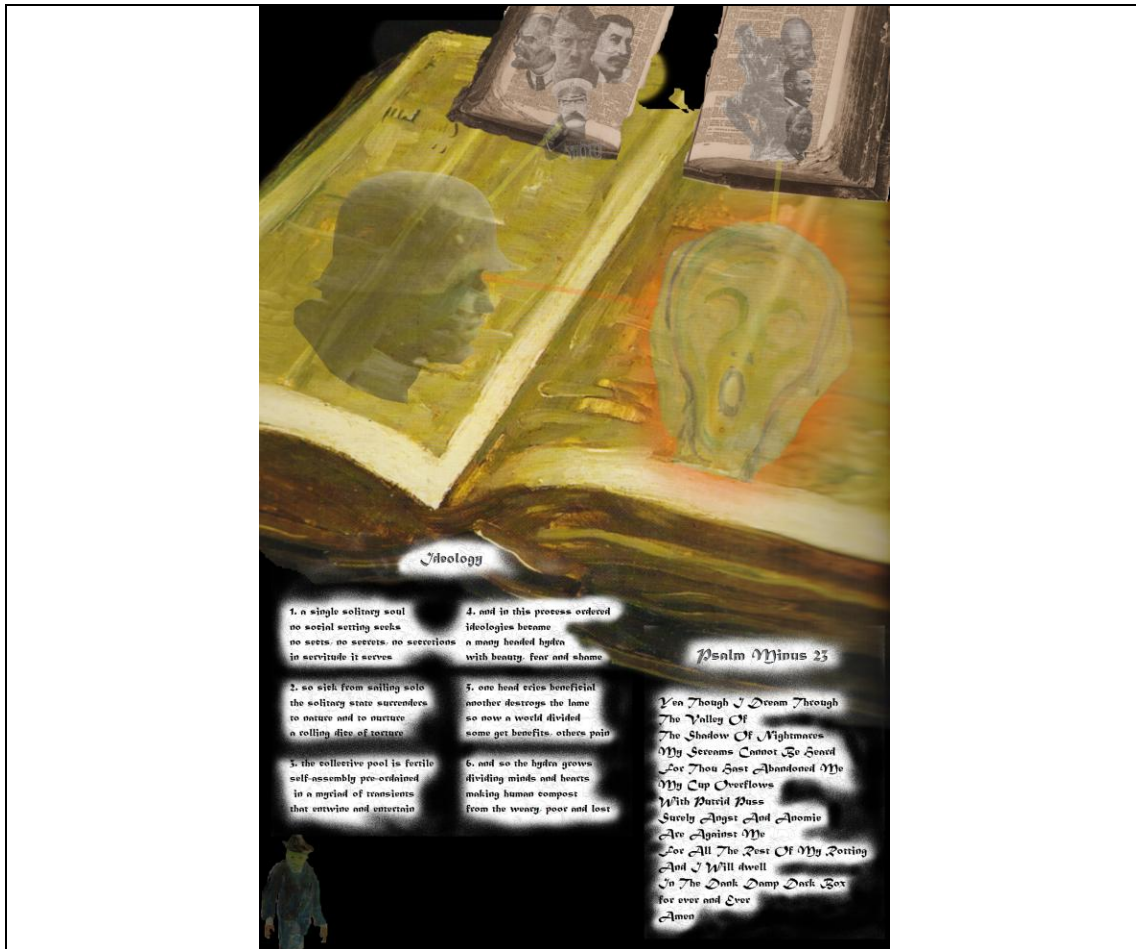 Ideology
1. a single solitary soul
no social setting seeks
no sects, no secrets, no secretions
in servitude it serves
2. so sick from sailing solo
the solitary state surrenders
to nature and to nurture
a rolling dice of torture
3. the collective pool is fertile
self-assembly pre-ordained
in a myriad of transients
that entwine and entertain
4. and in this process ordered
ideologies became
a many headed hydra
with beauty, fear and shame
5. one head cries beneficial
another destroys the lame
so now a world divided
some get benefits, others pain
6. and so the hydra grows
dividing minds and hearts
making human compost
from the weary, poor and lost
Psalm Minus 23
Yea Though I Dream Through
The Valley Of
The Shadow Of Nightmares
My Screams Cannot Be Heard
For Thou Hast Abandoned Me
My Cup Overflows
With Putrid Puss
Surely Angst And Anomie
Are Against Me
For All The Rest Of My Rotting
And I Will dwell
In The Dank Damp Dark Box
for ever and Ever
Amen